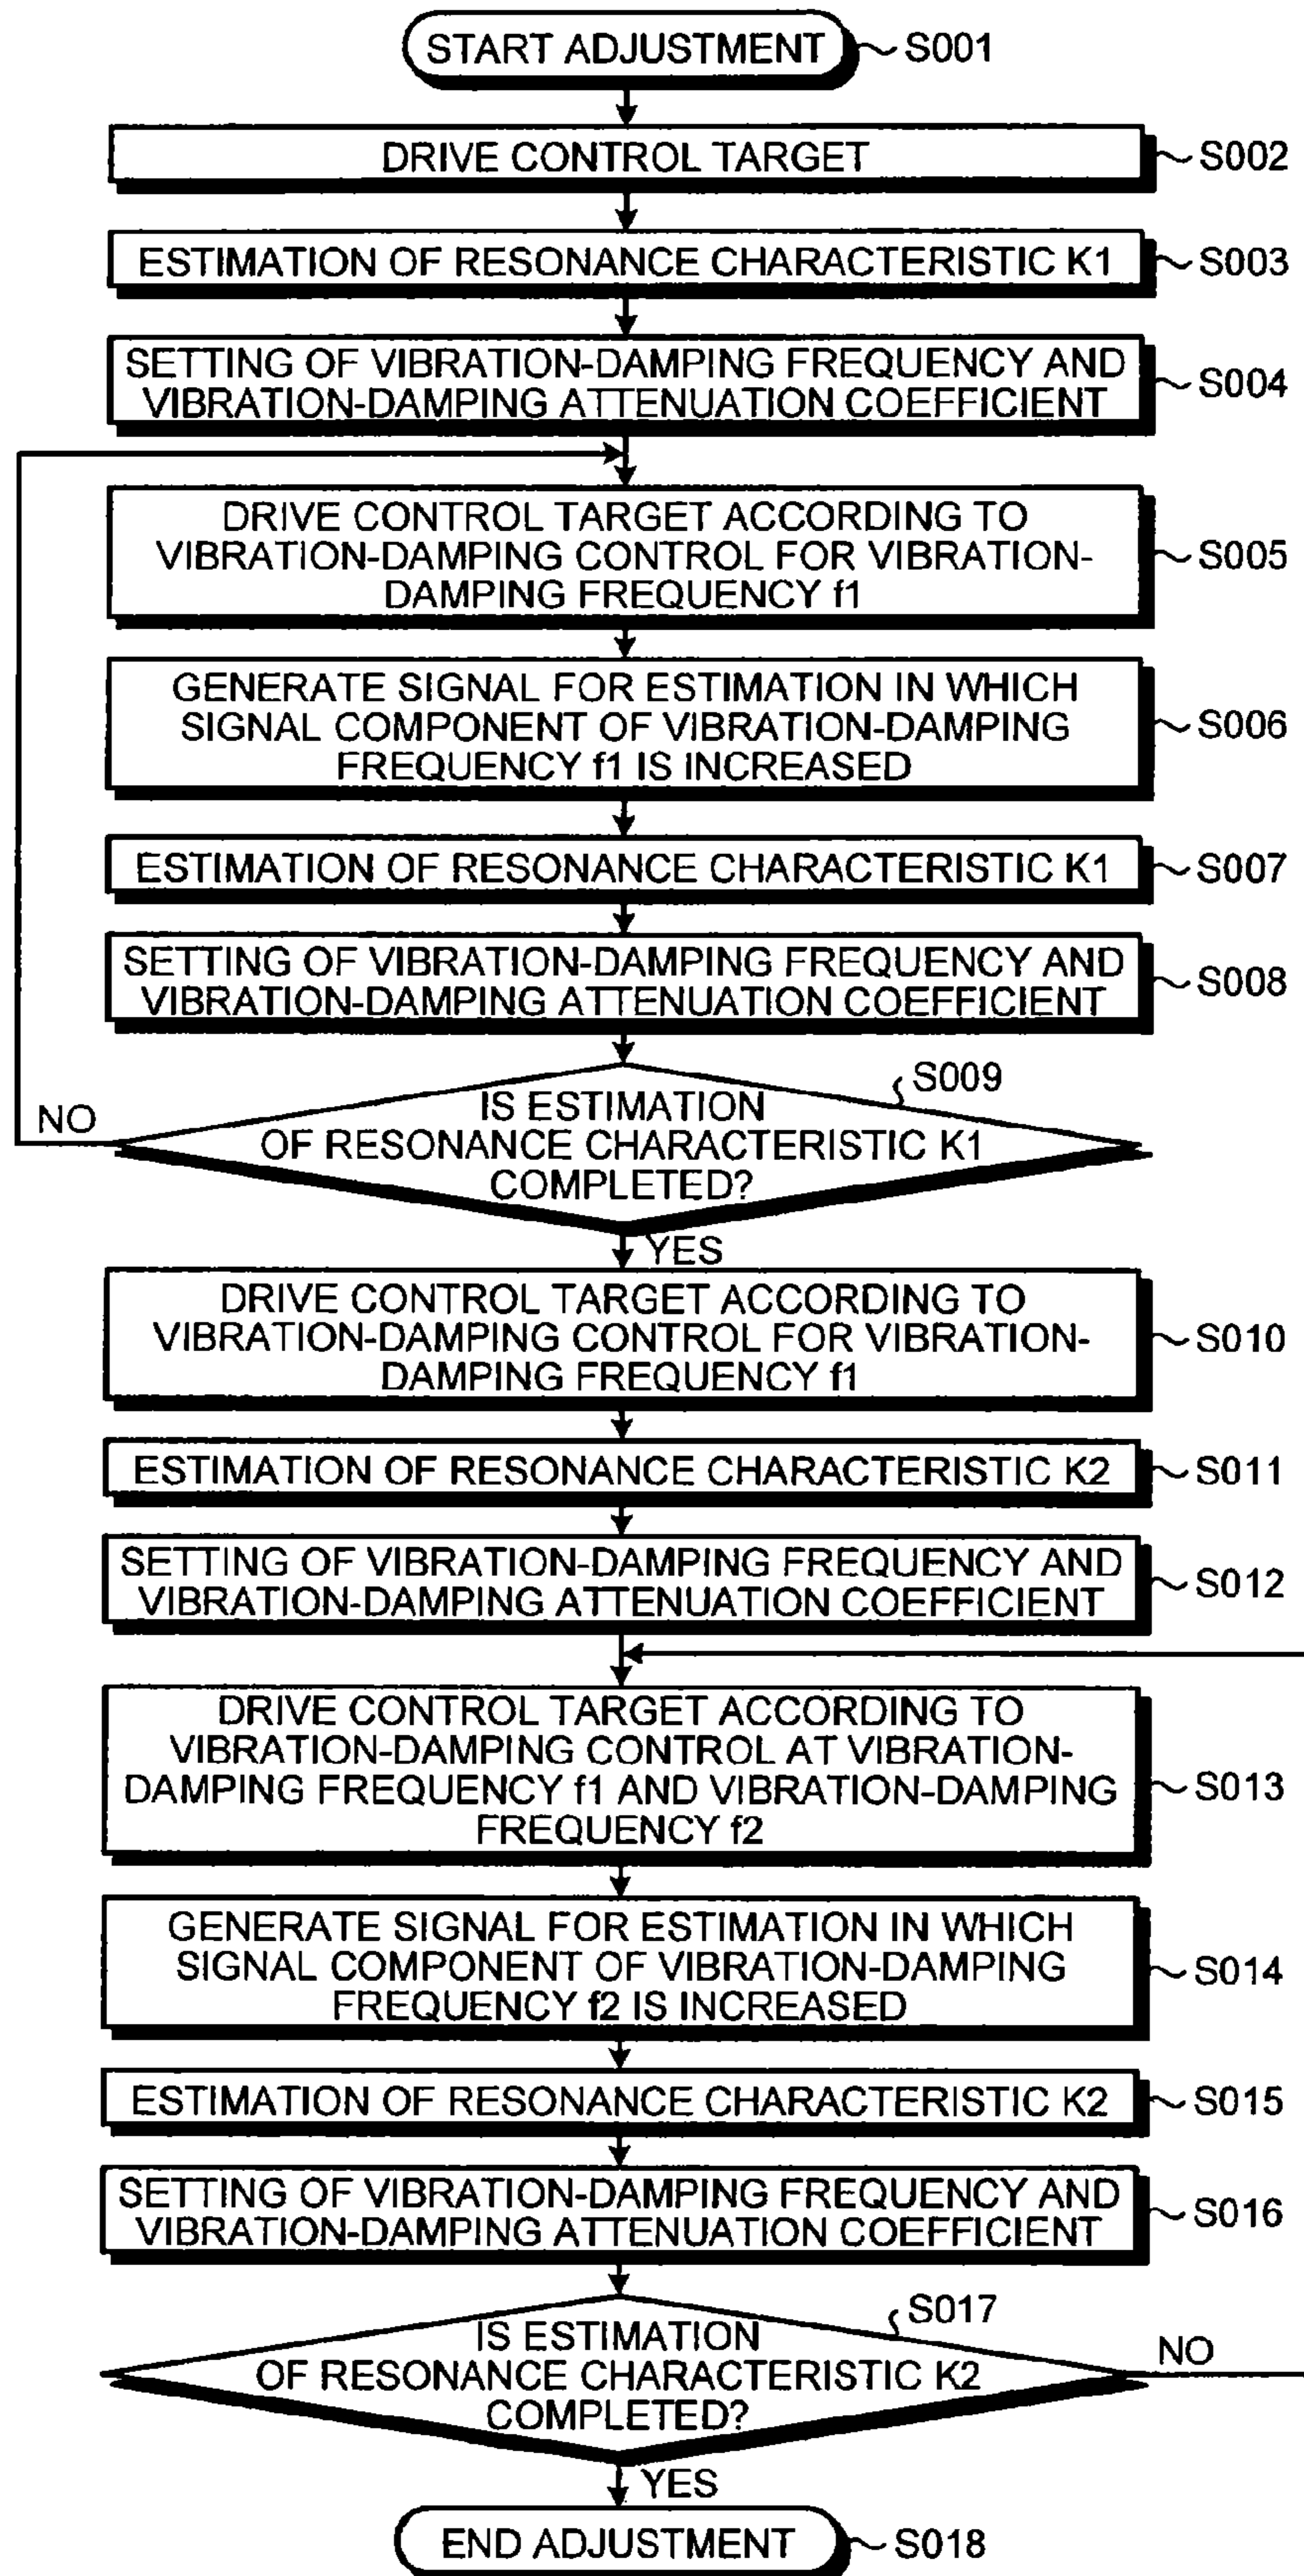 START ADJUSTMENT
S001
DRIVE CONTROL TARGET
S002
ESTIMATION OF RESONANCE CHARACTERISTIC K1
S003
SETTING OF VIBRATION-DAMPING FREQUENCY AND
VIBRATION-DAMPING ATTENUATION COEFFICIENT
S004
DRIVE CONTROL TARGET ACCORDING TO
VIBRATION-DAMPING CONTROL FOR VIBRATION-
DAMPING FREQUENCY f1
S005
GENERATE SIGNAL FOR ESTIMATION IN WHICH
SIGNAL COMPONENT OF VIBRATION-DAMPING
FREQUENCY f1 IS INCREASED
S006
ESTIMATION OF RESONANCE CHARACTERISTIC K1
S007
SETTING OF VIBRATION-DAMPING FREQUENCY AND
VIBRATION-DAMPING ATTENUATION COEFFICIENT
S008
S009
IS ESTIMATION
OF RESONANCE CHARACTERISTIC K1
COMPLETED?
NO
YES
DRIVE CONTROL TARGET ACCORDING TO
VIBRATION-DAMPING CONTROL FOR VIBRATION-
DAMPING FREQUENCY f1
S010
ESTIMATION OF RESONANCE CHARACTERISTIC K2
S011
SETTING OF VIBRATION-DAMPING FREQUENCY AND
VIBRATION-DAMPING ATTENUATION COEFFICIENT
S012
DRIVE CONTROL TARGET ACCORDING TO
VIBRATION-DAMPING CONTROL AT VIBRATION-
DAMPING FREQUENCY f1 AND VIBRATION-DAMPING
FREQUENCY f2
S013
GENERATE SIGNAL FOR ESTIMATION IN WHICH
SIGNAL COMPONENT OF VIBRATION-DAMPING
FREQUENCY f2 IS INCREASED
S014
ESTIMATION OF RESONANCE CHARACTERISTIC K2
S015
SETTING OF VIBRATION-DAMPING FREQUENCY AND
VIBRATION-DAMPING ATTENUATION COEFFICIENT
S016
S017
IS ESTIMATION
OF RESONANCE CHARACTERISTIC K2
COMPLETED?
NO
YES
END ADJUSTMENT
S018